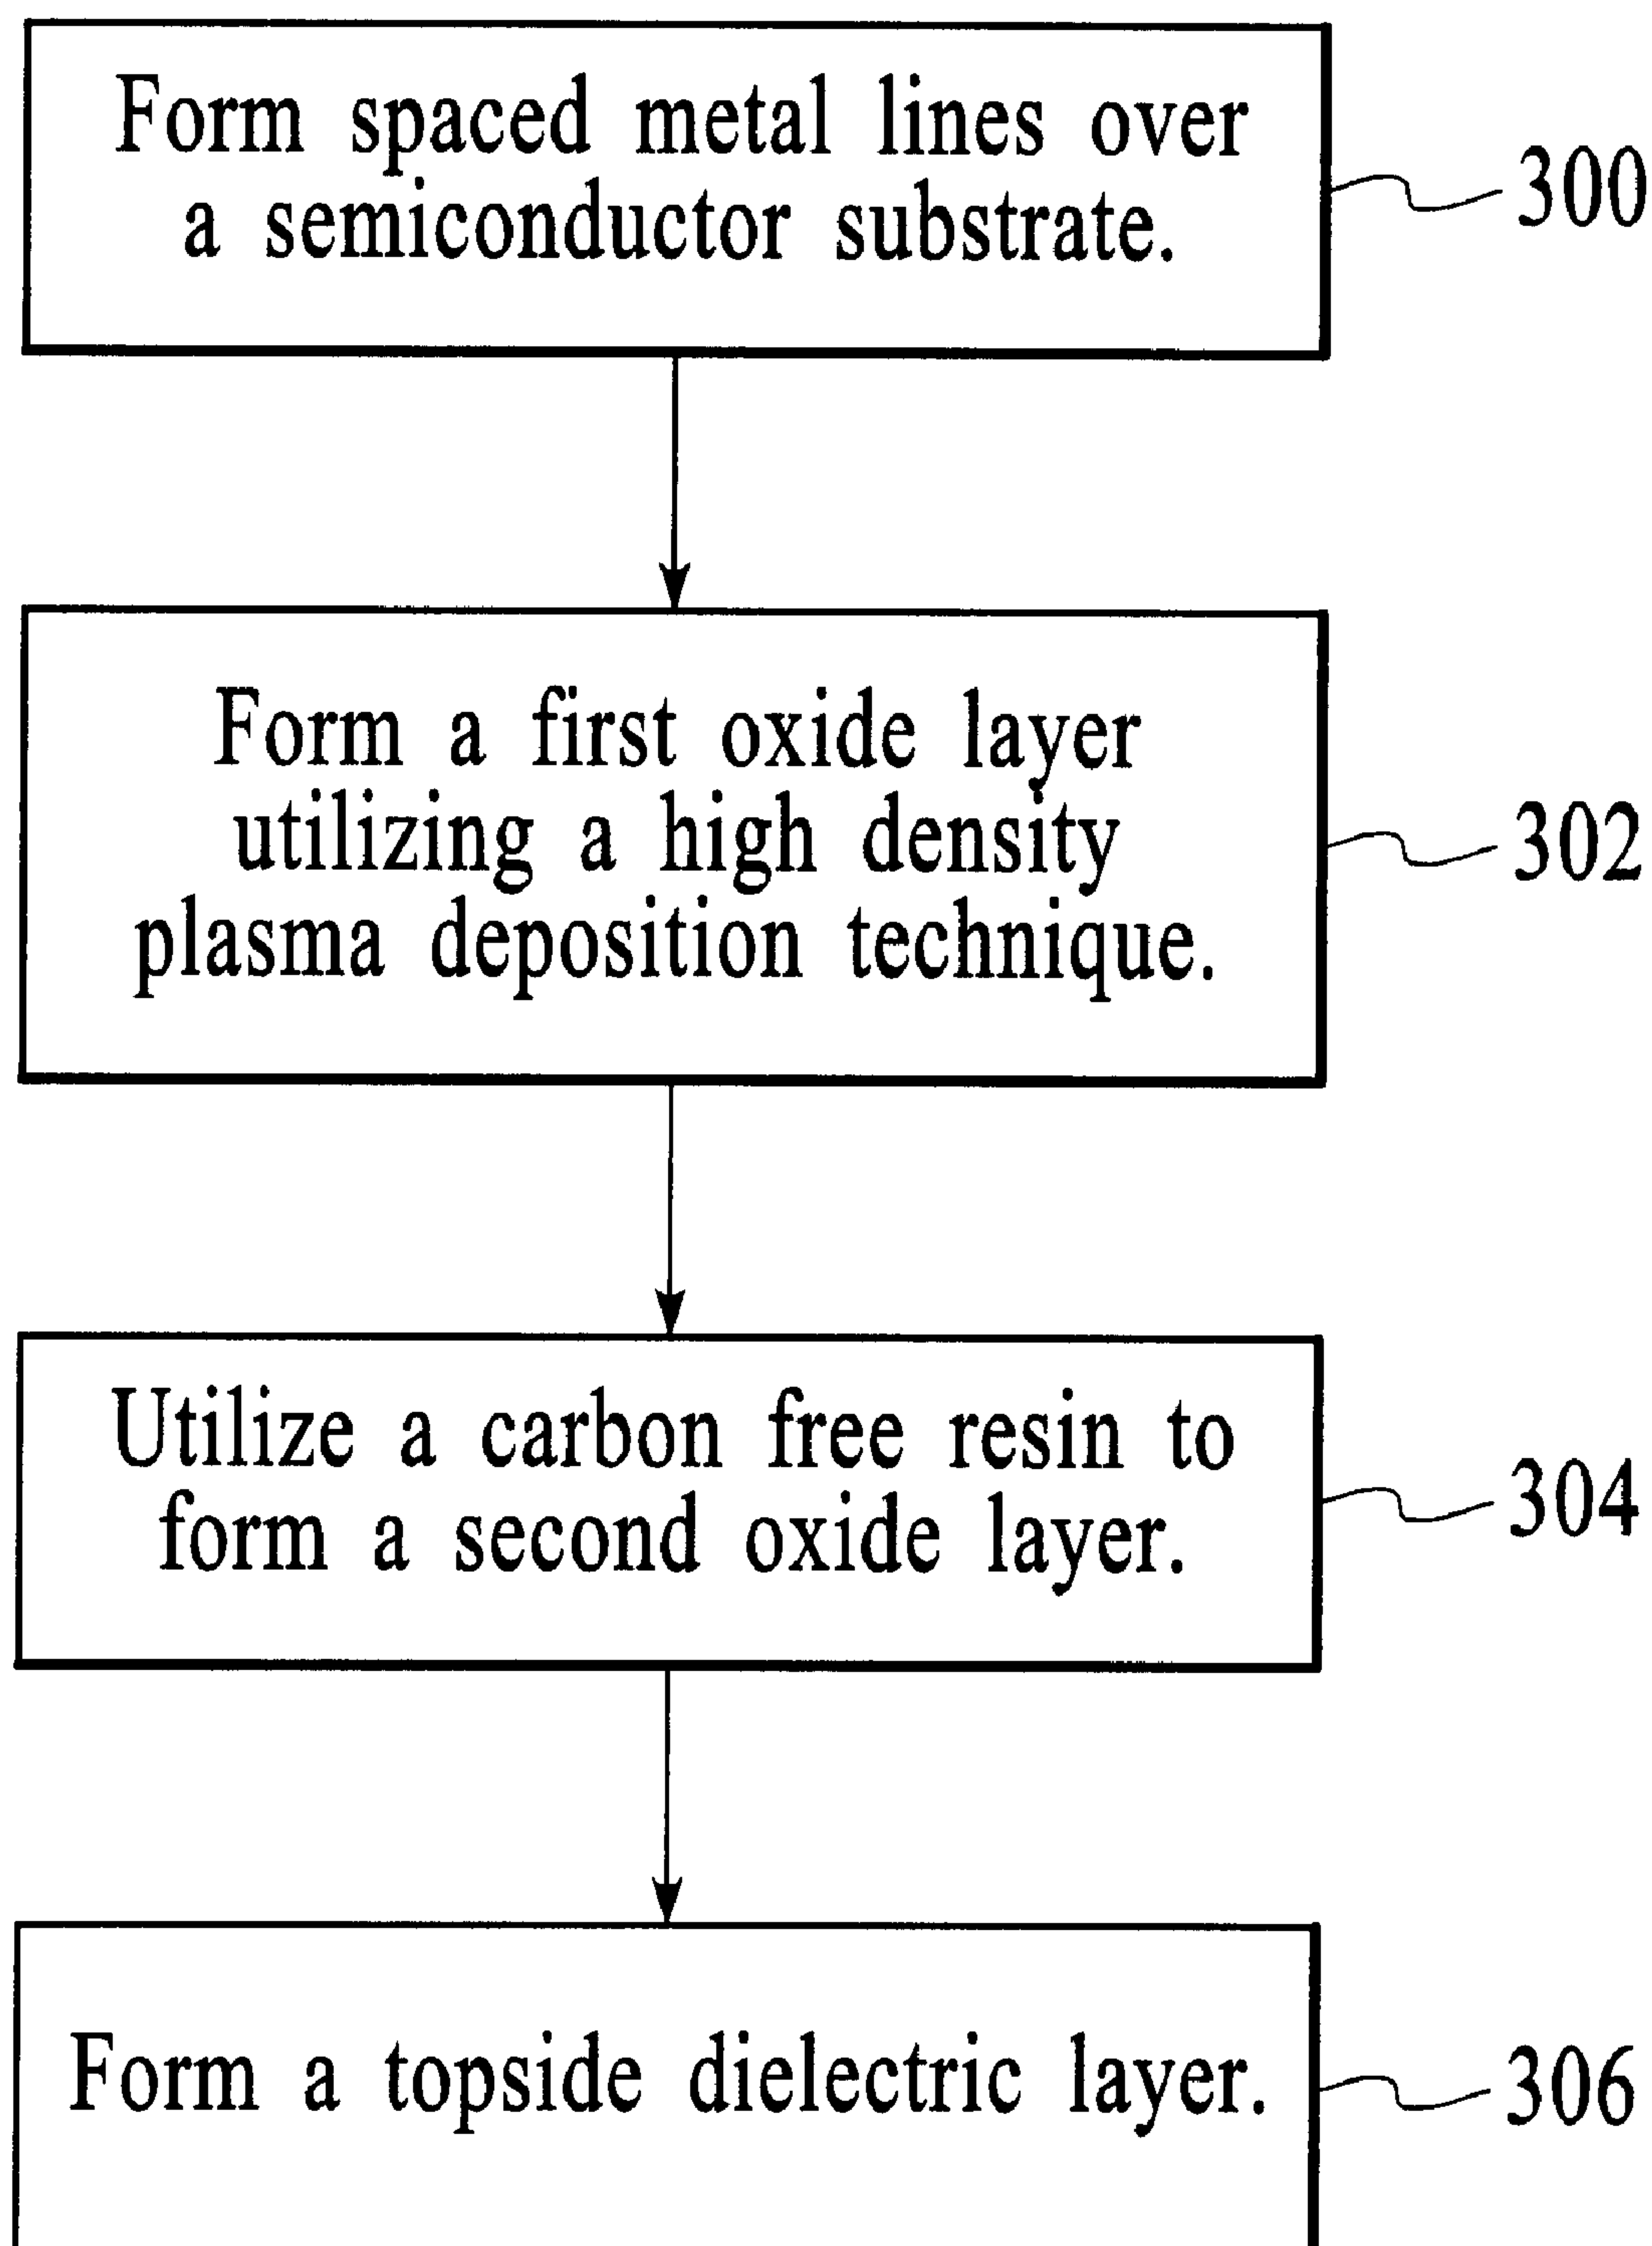 Form spaced metal lines over
a semiconductor substrate.
300
Form a first oxide layer
utilizing a high density
plasma deposition technique.
302
Utilize a carbon free resin to
form a second oxide layer.
304
Form a topside dielectric layer.
306